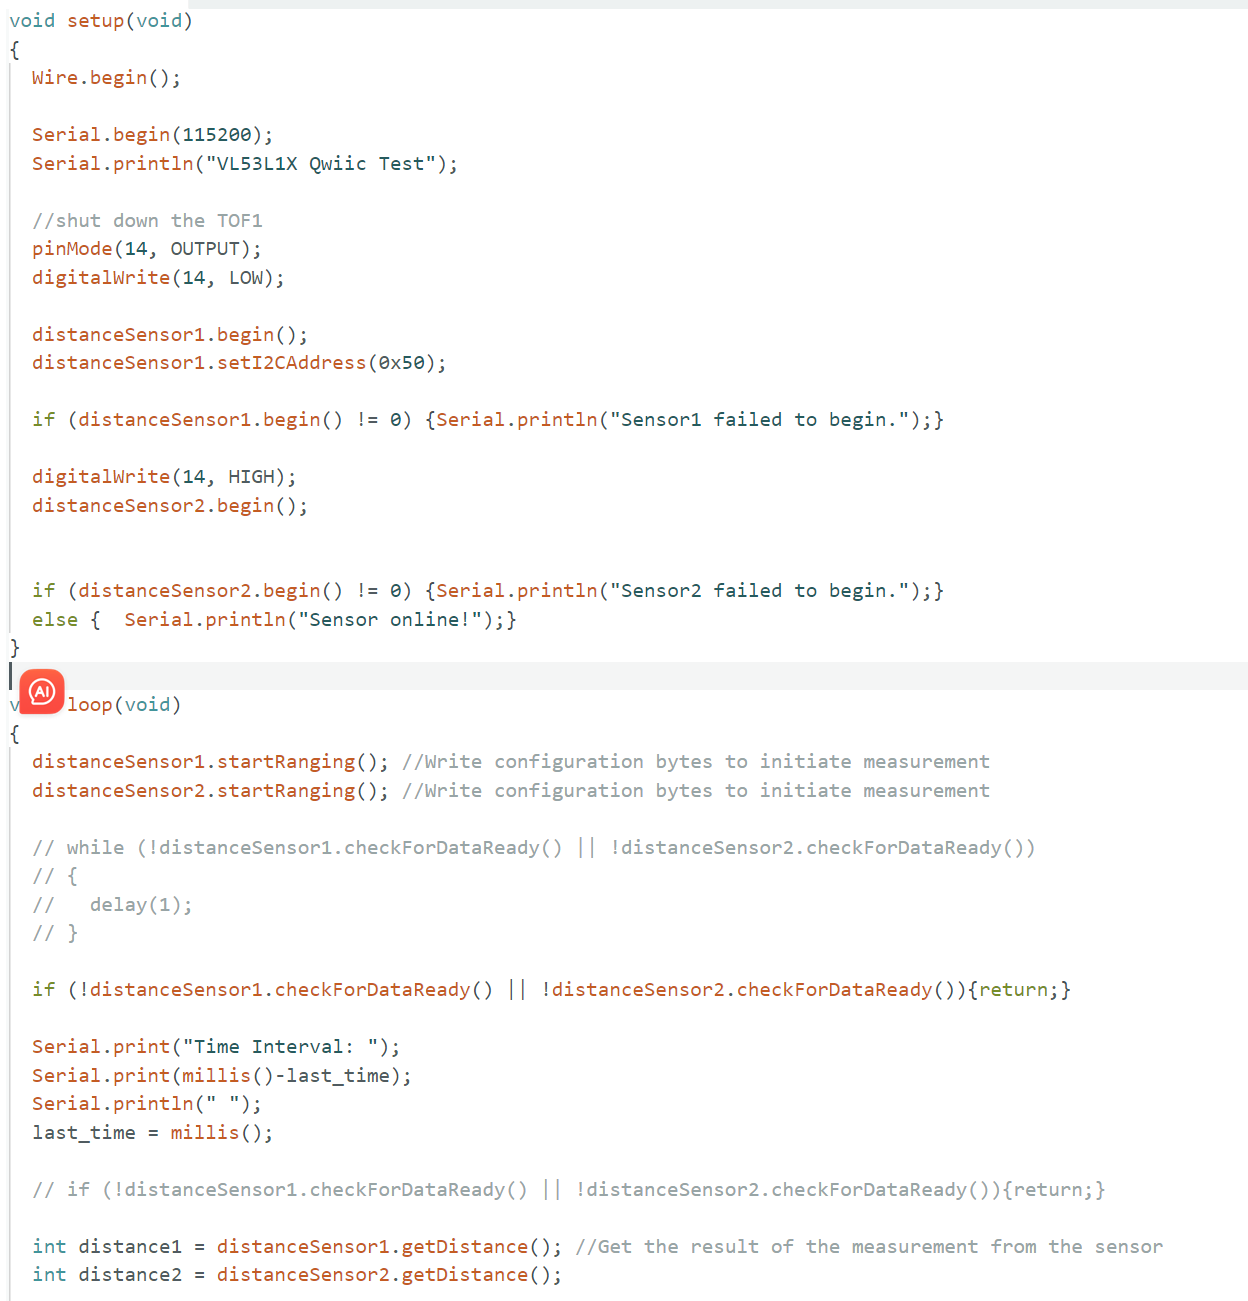 void setup(void)
{
  Wire.begin();

  Serial.begin(115200);
  Serial.println("VL53L1X Qwiic Test");

  //shut down the TOF1
  pinMode(14, OUTPUT);
  digitalWrite(14, LOW);

  distanceSensor1.begin();
  distanceSensor1.setI2CAddress(0x50);

  if (distanceSensor1.begin() != 0) {Serial.println("Sensor1 failed to begin.");}

  digitalWrite(14, HIGH);
  distanceSensor2.begin();


  if (distanceSensor2.begin() != 0) {Serial.println("Sensor2 failed to begin.");}
  else {  Serial.println("Sensor online!");}
}
AI
v loop(void)
{
  distanceSensor1.startRanging(); //Write configuration bytes to initiate measurement
  distanceSensor2.startRanging(); //Write configuration bytes to initiate measurement

  // while (!distanceSensor1.checkForDataReady() || !distanceSensor2.checkForDataReady())
  // {
  //   delay(1);
  // }

  if (!distanceSensor1.checkForDataReady() || !distanceSensor2.checkForDataReady()){return;}

  Serial.print("Time Interval: ");
  Serial.print(millis()-last_time);
  Serial.println(" ");
  last_time = millis();

  // if (!distanceSensor1.checkForDataReady() || !distanceSensor2.checkForDataReady()){return;}

  int distance1 = distanceSensor1.getDistance(); //Get the result of the measurement from the sensor
  int distance2 = distanceSensor2.getDistance();